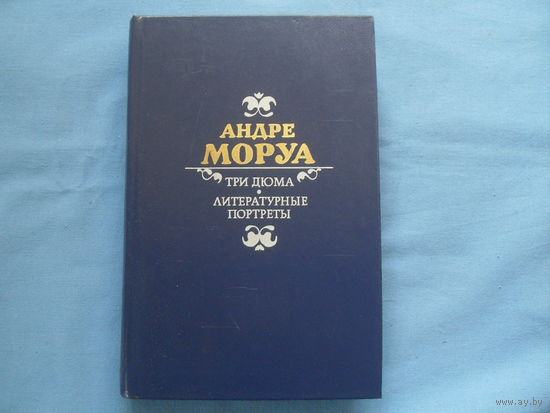 АНДРЕ
МОРУА
ТРИ ДЮМА
•
ЛИТЕРАТУРНЫЕ
ПОРТРЕТЫ
www.ay.by